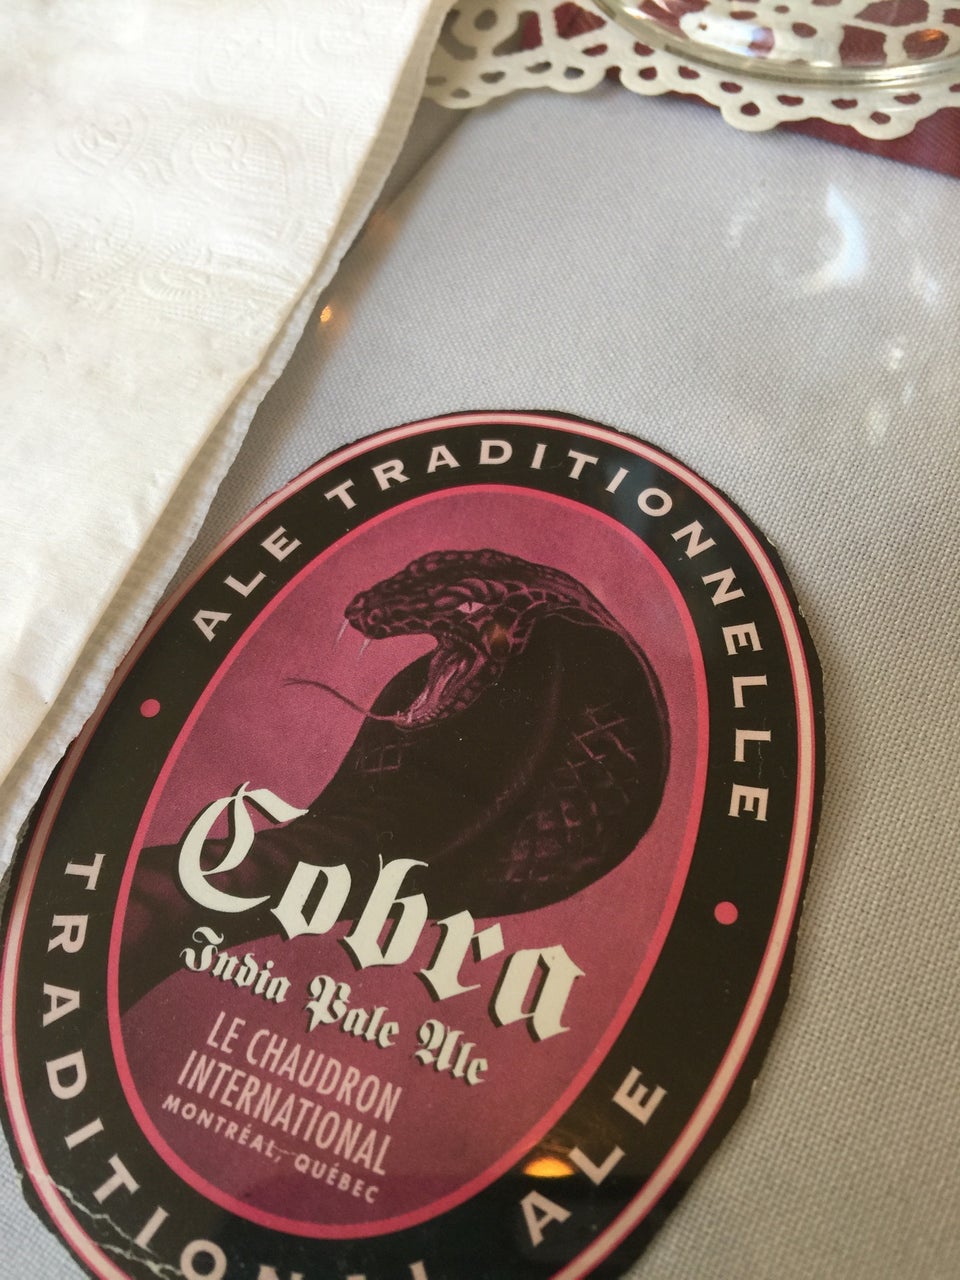 ALE TRADITIONNELLE
Cobra
India Pale Ale
LE CHAUDRON
INTERNATIONAL
MONTRÉAL, QUÉBEC
TRADITIONAL ALE